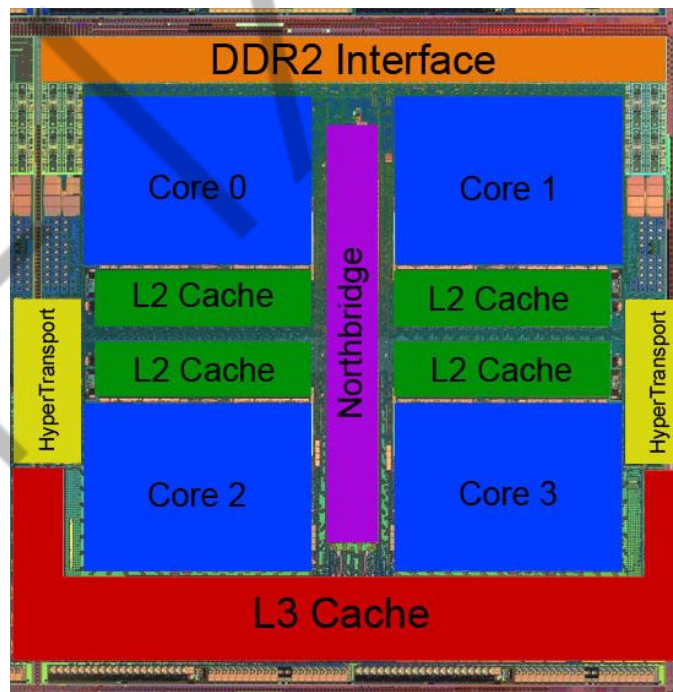 DDR2 Interface
Core 0
Core 1
L2 Cache
L2 Cache
HyperTransport
Northbridge
HyperTransport
L2 Cache
L2 Cache
Core 2
Core 3
L3 Cache